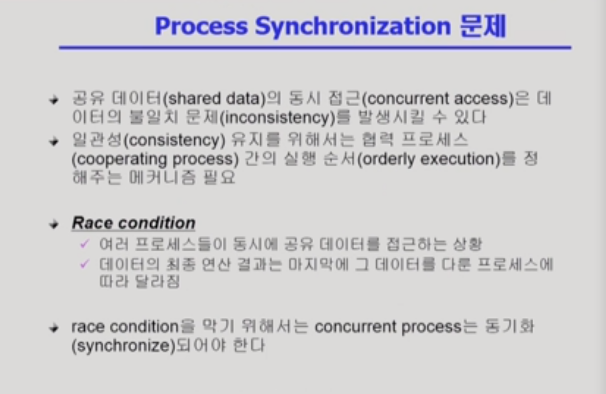 Process Synchronization 문제
공유 데이터(shared data)의 동시 접근(concurrent access)은 데
이터의 불일치 문제(inconsistency)를 발생시킬 수 있다
일관성(consistency) 유지를 위해서는 협력 프로세스
(cooperating process) 간의 실행 순서(orderly execution)를 정
해주는 메커니즘 필요
Race condition
✓ 여러 프로세스들이 동시에 공유 데이터를 접근하는 상황
✓ 데이터의 최종 연산 결과는 마지막에 그 데이터를 다룬 프로세스에
따라 달라짐
race condition을 막기 위해서는 concurrent process는 동기화
(synchronize)되어야 한다